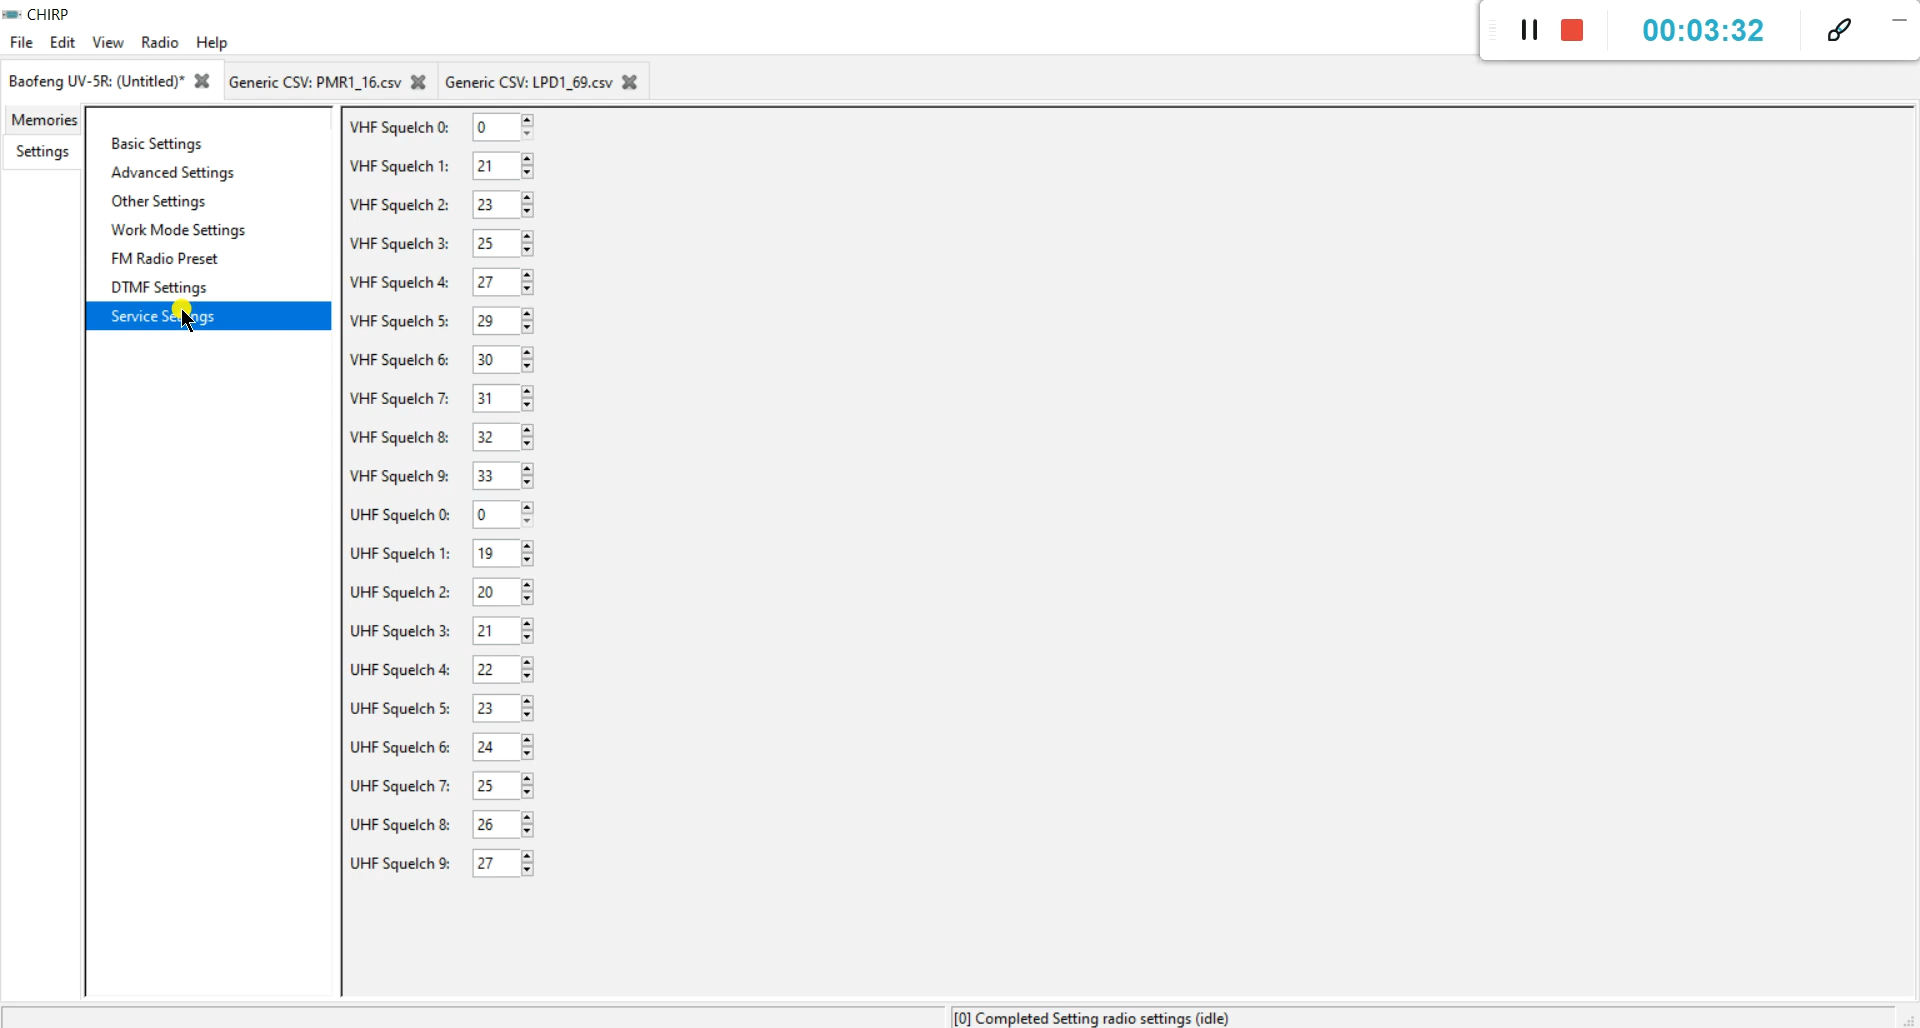 CHIRP
00:03:32
File Edit View Radio Help
Baofeng UV-5R: (Untitled)* Generic CSV: PMR1_16.csv Generic CSV: LPD1_69.csv
Memories
Settings
Basic Settings
Advanced Settings
Other Settings
Work Mode Settings
FM Radio Preset
DTMF Settings
Service Settings
VHF Squelch 0: 0
VHF Squelch 1: 21
VHF Squelch 2: 23
VHF Squelch 3: 25
VHF Squelch 4: 27
VHF Squelch 5: 29
VHF Squelch 6: 30
VHF Squelch 7: 31
VHF Squelch 8: 32
VHF Squelch 9: 33
UHF Squelch 0: 0
UHF Squelch 1: 19
UHF Squelch 2: 20
UHF Squelch 3: 21
UHF Squelch 4: 22
UHF Squelch 5: 23
UHF Squelch 6: 24
UHF Squelch 7: 25
UHF Squelch 8: 26
UHF Squelch 9: 27
[0] Completed Setting radio settings (idle)